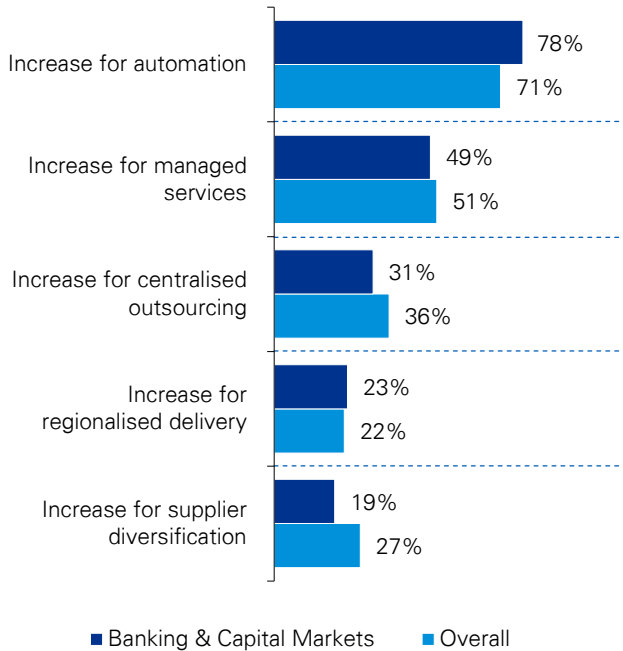 Increase for automation
78%
71%
Increase for managed
services
49%
51%
Increase for centralised
outsourcing
31%
36%
Increase for
regionalised delivery
23%
22%
Increase for supplier
diversification
19%
27%
Banking & Capital Markets
Overall